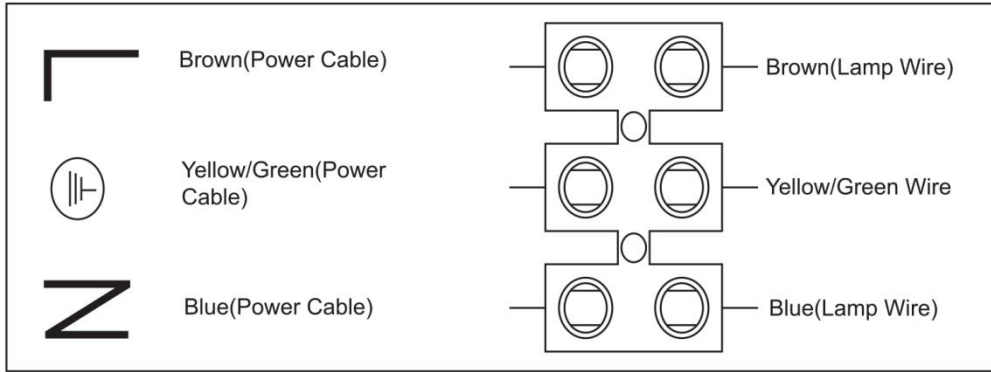 Brown(Power Cable)
Brown(Lamp Wire)
Yellow/Green(Power
Cable)
Yellow/Green Wire
N
Blue(Power Cable)
Blue(Lamp Wire)